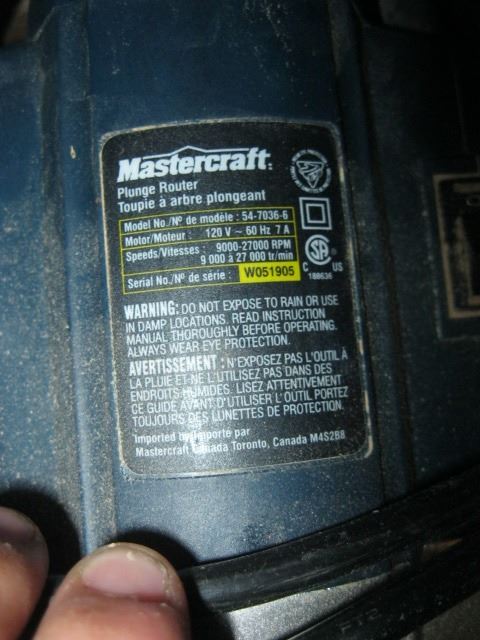 Mastercraft
Plunge Router
Toupie à arbre plongeant
Model No./Nº de modèle : 54-7036-6
Motor/Moteur : 120 V ~ 60 Hz 7 A
Speeds/Vitesses : 9000-27000 RPM
9 000 à 27 000 tr/min
Serial No./Nº de série : W051905
C US
188636
WARNING: DO NOT EXPOSE TO RAIN OR USE
IN DAMP LOCATIONS. READ INSTRUCTION
MANUAL THOROUGHLY BEFORE OPERATING.
ALWAYS WEAR EYE PROTECTION.
AVERTISSEMENT : N'EXPOSEZ PAS L'OUTIL À
LA PLUIE ET NE L'UTILISEZ PAS DANS DES
ENDROITS HUMIDES. LISEZ ATTENTIVEMENT
CE GUIDE AVANT D'UTILISER L'OUTIL PORTEZ
TOUJOURS DES LUNETTES DE PROTECTION.
Imported by/Importé par
Mastercraft Canada Toronto, Canada M4S2B8